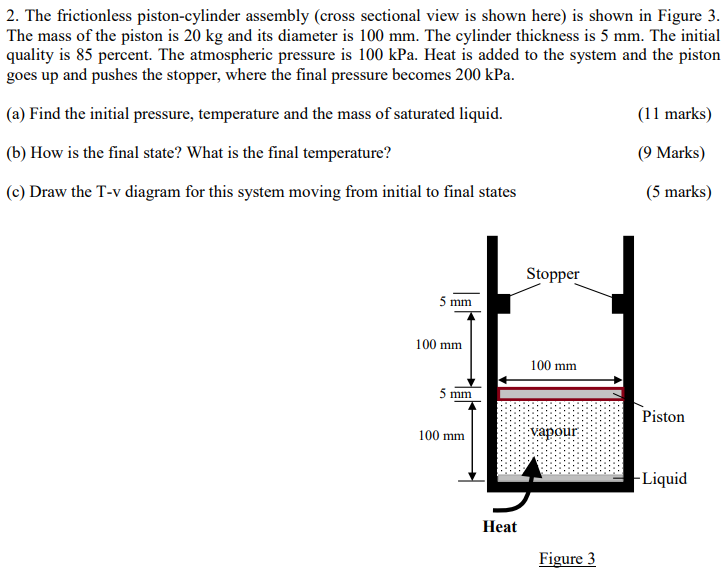 2. The frictionless piston-cylinder assembly (cross sectional view is shown here) is shown in Figure 3.
The mass of the piston is 20 kg and its diameter is 100 mm. The cylinder thickness is 5 mm. The initial
quality is 85 percent. The atmospheric pressure is 100 kPa. Heat is added to the system and the piston
goes up and pushes the stopper, where the final pressure becomes 200 kPa.
(a) Find the initial pressure, temperature and the mass of saturated liquid. (11 marks)
(b) How is the final state? What is the final temperature? (9 Marks)
(c) Draw the T-v diagram for this system moving from initial to final states (5 marks)
Stopper
5 mm
100 mm
100 mm
5 mm
Piston
vapour
100 mm
Liquid
Heat
Figure 3